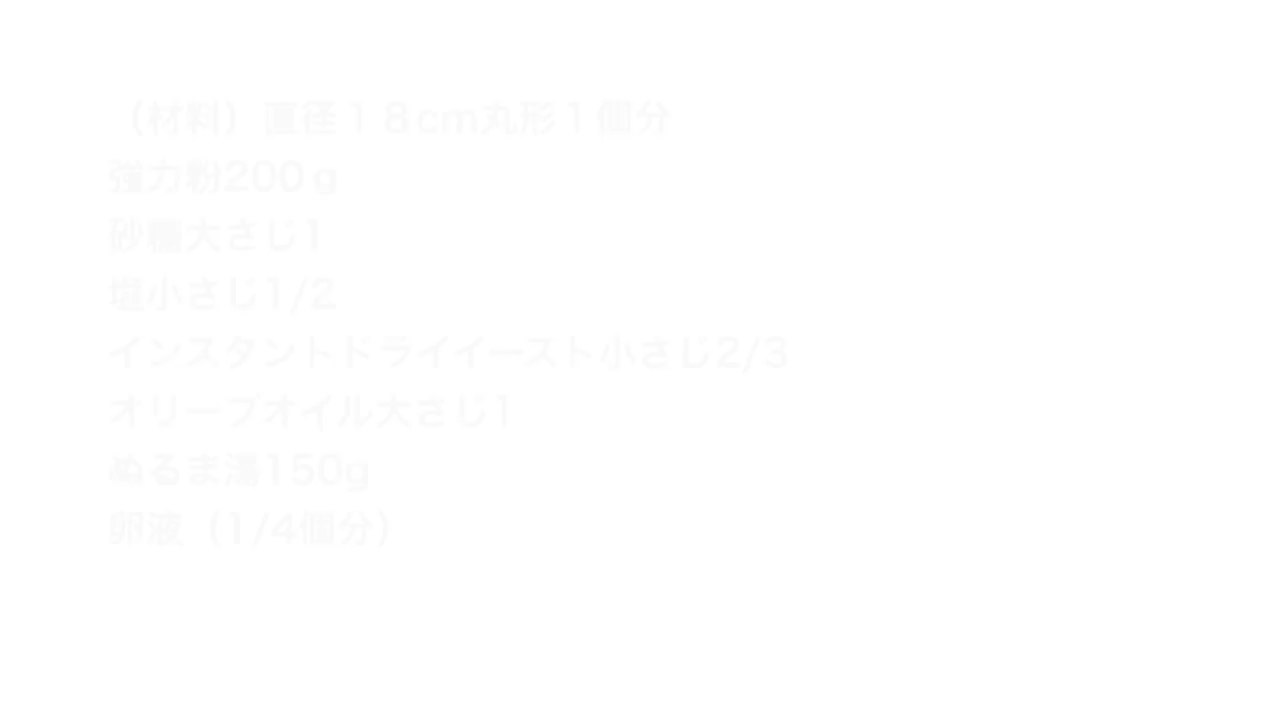 （材料）直径１８cm丸形１個分
強力粉200ｇ
砂糖大さじ1
塩小さじ1/2
インスタントドライイースト小さじ2/3
オリーブオイル大さじ1
ぬるま湯150g
卵液（1/4個分）